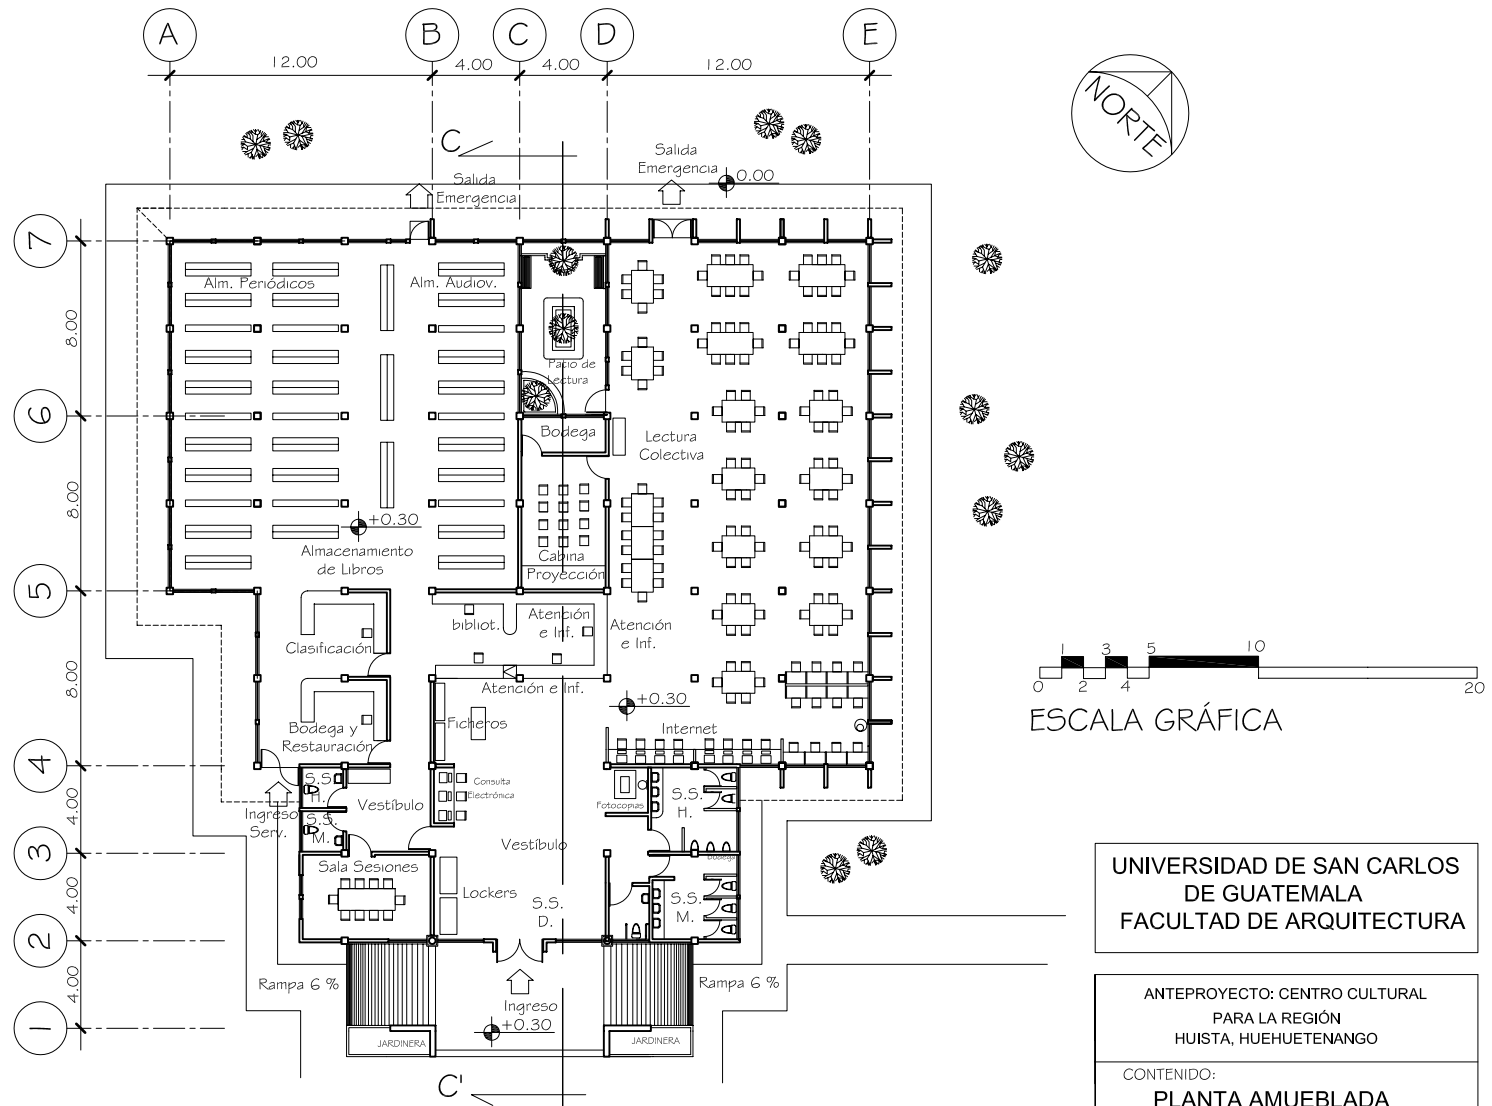 A
B
C
D
E
12.00
4.00
4.00
12.00
NORTE
C
Salida
Emergencia
Salida
Emergencia
0.00
7
6
5
4
3
2
1
8.00
8.00
8.00
4.00
4.00
4.00
Alm. Periódicos
Alm. Audiov.
Patio de
Lectura
Bodega
Lectura
Colectiva
+0.30
Almacenamiento
de Libros
Cabina
Proyección
Clasificación
bibliot.
Atención
e Inf.
Atención
e Inf.
Atención e Inf.
+0.30
Ficheros
Internet
Bodega y
Restauración
Ingreso
Serv.
S.S.
H.
S.S.
M.
Vestíbulo
Consulta
Electrónica
Fotocopias
S.S.
H.
Vestíbulo
Bodega
Sala Sesiones
Lockers
S.S.
D.
S.S.
M.
Rampa 6 %
Rampa 6 %
Ingreso
+0.30
JARDINERA
JARDINERA
C'
1
3
5
10
0
2
4
20
ESCALA GRÁFICA
UNIVERSIDAD DE SAN CARLOS
DE GUATEMALA
FACULTAD DE ARQUITECTURA
ANTEPROYECTO: CENTRO CULTURAL
PARA LA REGIÓN
HUISTA, HUEHUETENANGO
CONTENIDO:
PLANTA AMUEBLADA